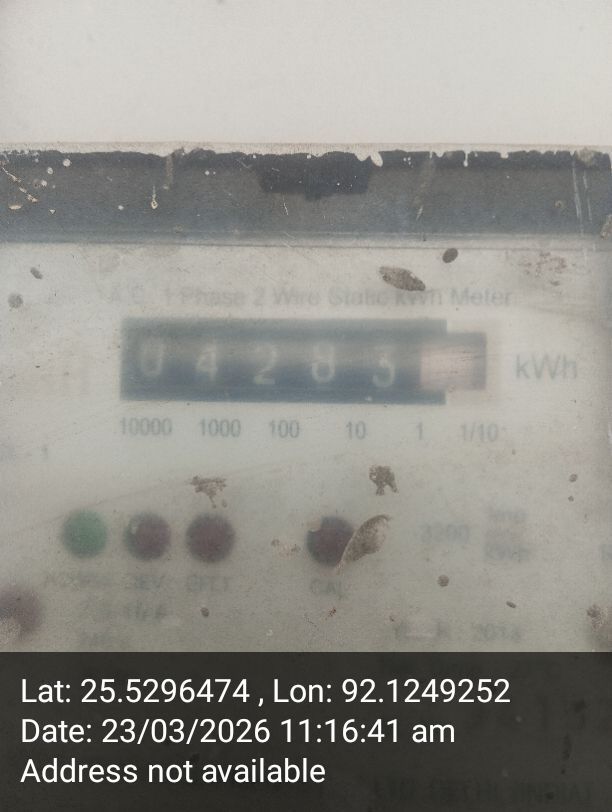 A.C. 1 Phase 2 Wire Static kWh Meter
0 4 2 8 3 kWh
10000 1000 100 10 1 1/10
3200
CAL
Lat: 25.5296474 , Lon: 92.1249252
Date: 23/03/2026 11:16:41 am
Address not available